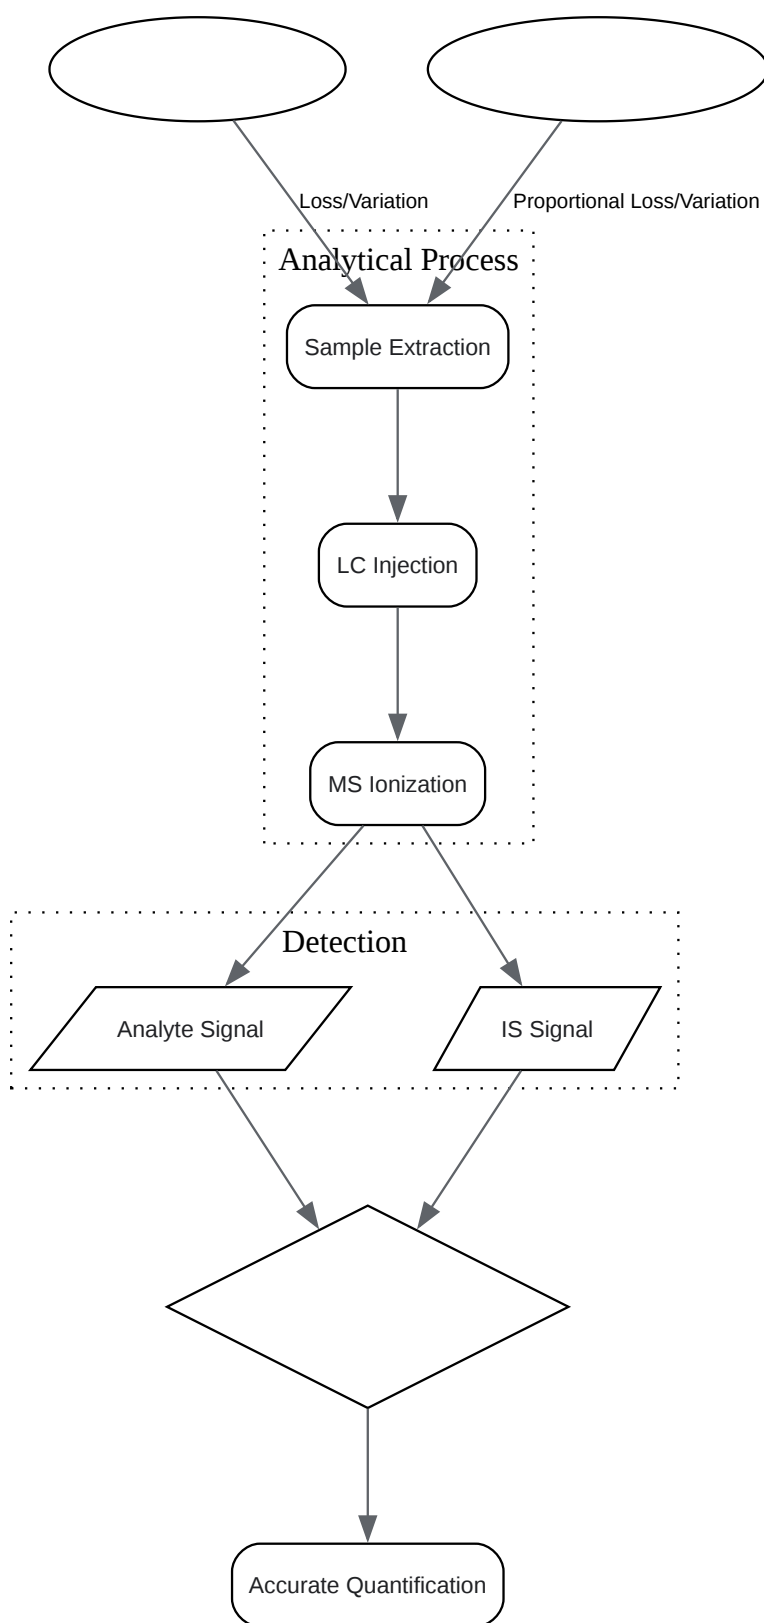 Loss/Variation
Proportional Loss/Variation
Analytical Process
Sample Extraction
LC Injection
MS Ionization
Detection
Analyte Signal
IS Signal
Accurate Quantification